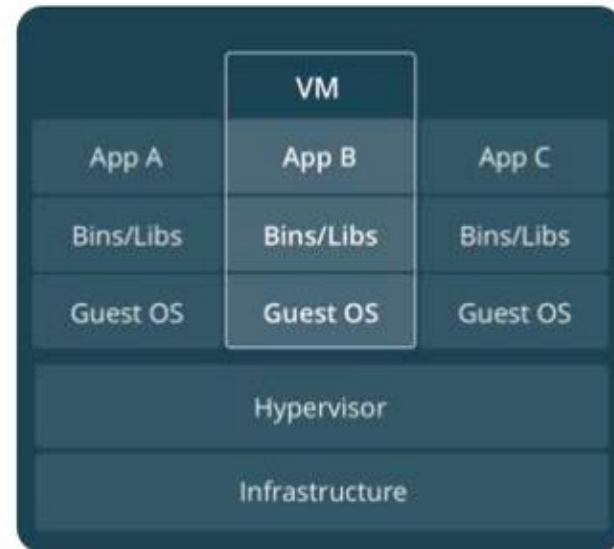 VM
App A App B App C
Bins/Libs Bins/Libs Bins/Libs
Guest OS Guest OS Guest OS
Hypervisor
Infrastructure